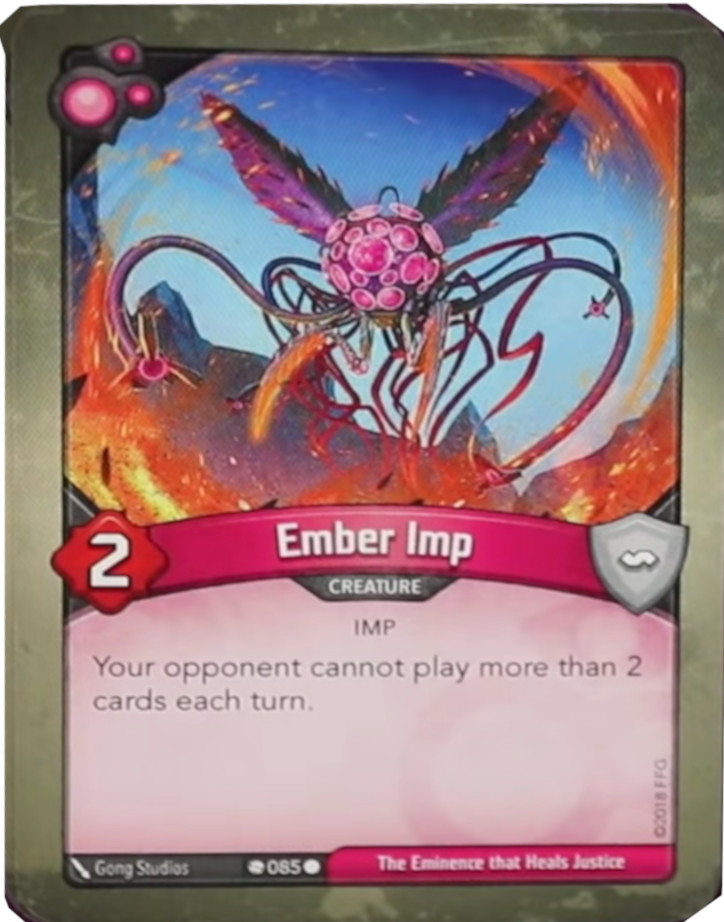 Ember Imp
2
CREATURE
IMP
Your opponent cannot play more than 2
cards each turn.
©2018 FFG
Gong Studios
085
The Eminence that Heals Justice